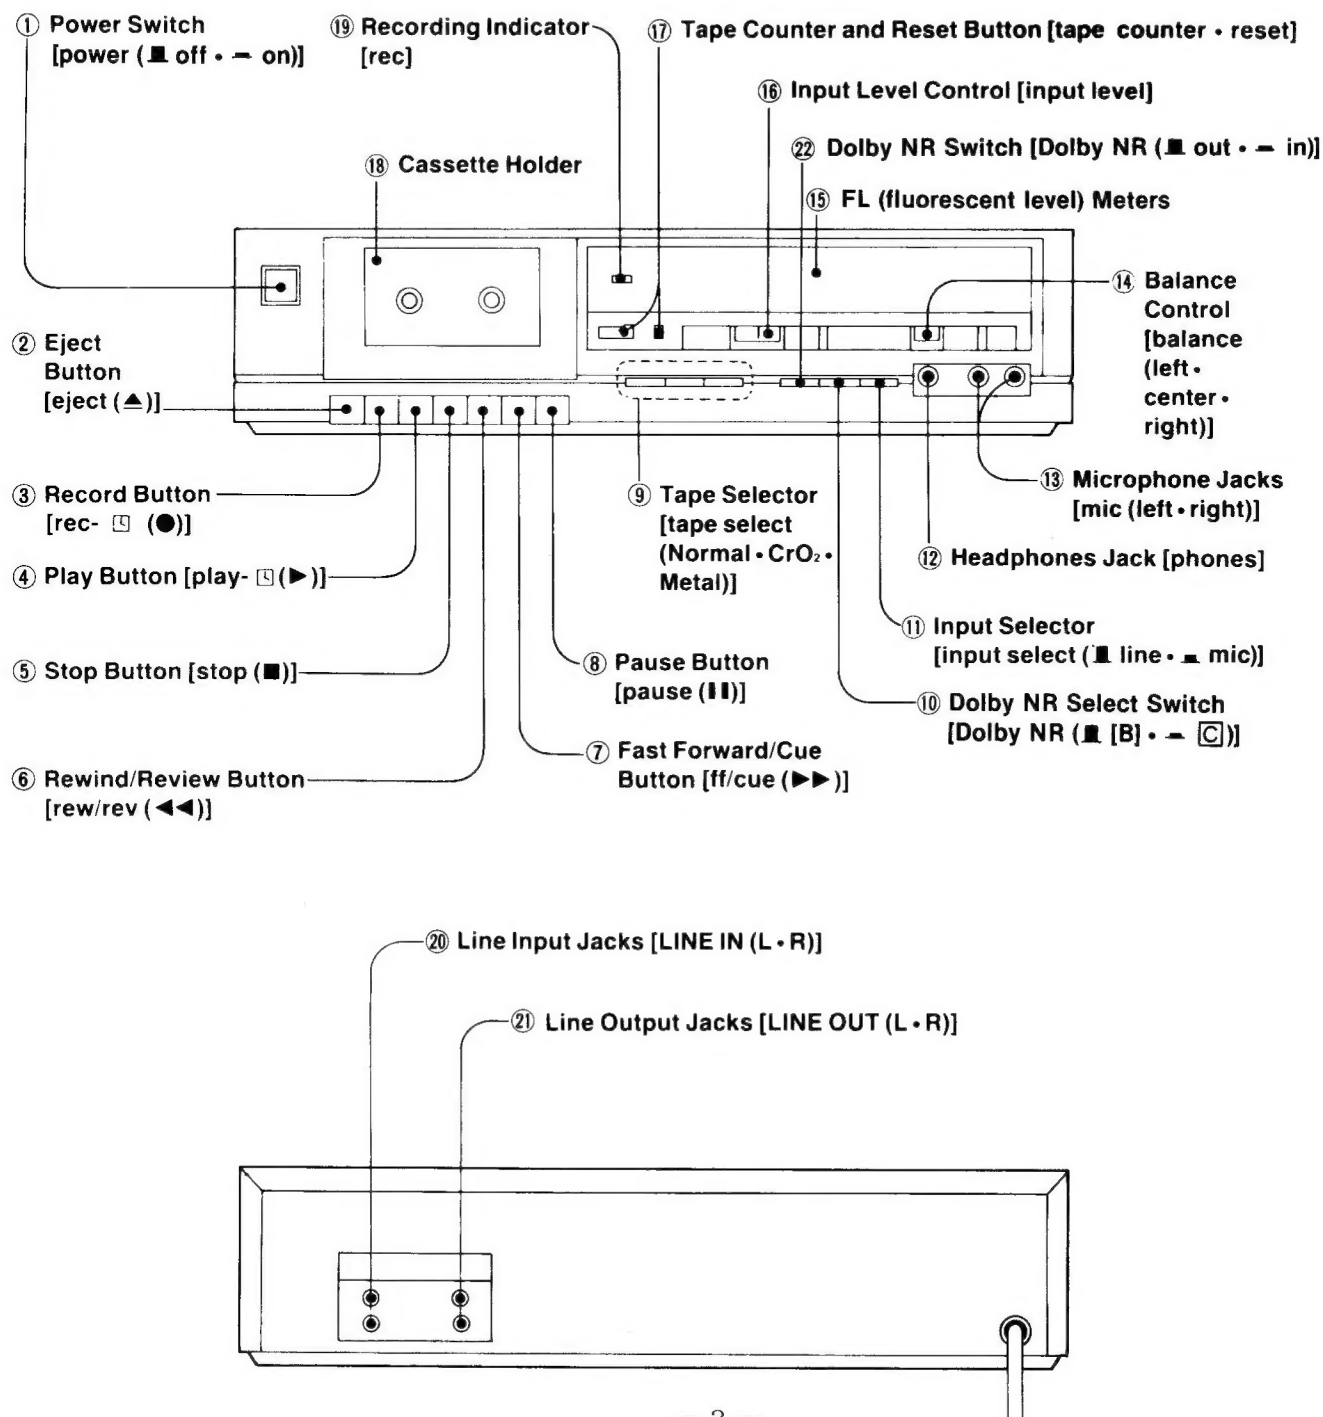 ① Power Switch
[power (▟ off • ▬ on)]
⑲ Recording Indicator
[rec]
⑰ Tape Counter and Reset Button [tape counter • reset]
⑯ Input Level Control [input level]
㉒ Dolby NR Switch [Dolby NR (▟ out • ▬ in)]
⑱ Cassette Holder
⑮ FL (fluorescent level) Meters
⑭ Balance
Control
[balance
(left •
center •
right)]
② Eject
Button
[eject (⏏)]
③ Record Button
[rec- (●)]
④ Play Button [play- (▶)]
⑤ Stop Button [stop (■)]
⑥ Rewind/Review Button
[rew/rev (◀◀)]
⑨ Tape Selector
[tape select
(Normal • CrO₂ •
Metal)]
⑧ Pause Button
[pause (❚❚)]
⑦ Fast Forward/Cue
Button [ff/cue (▶▶)]
⑬ Microphone Jacks
[mic (left • right)]
⑫ Headphones Jack [phones]
⑪ Input Selector
[input select (▟ line • ▬ mic)]
⑩ Dolby NR Select Switch
[Dolby NR (▟ [B] • ▬ [C])]
⑳ Line Input Jacks [LINE IN (L • R)]
㉑ Line Output Jacks [LINE OUT (L • R)]